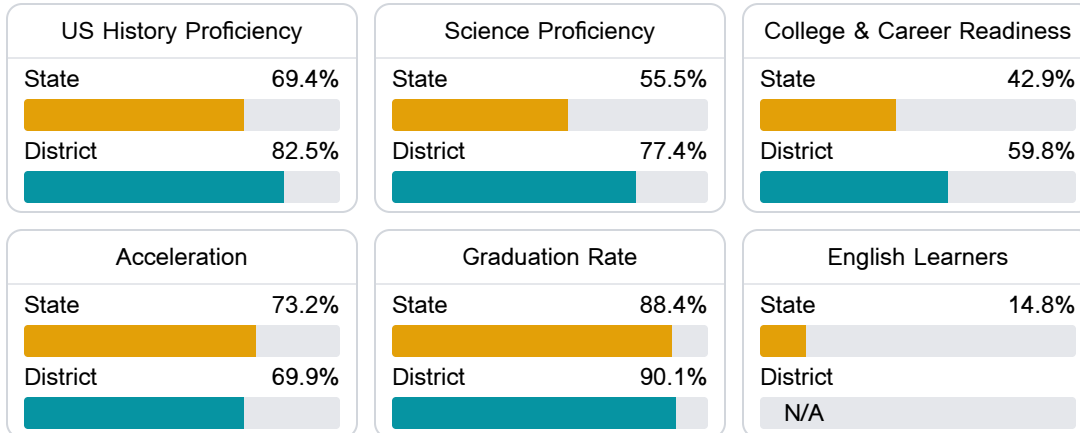 US History Proficiency
State 69.4%
District 82.5%
Science Proficiency
State 55.5%
District 77.4%
College & Career Readiness
State 42.9%
District 59.8%
Acceleration
State 73.2%
District 69.9%
Graduation Rate
State 88.4%
District 90.1%
English Learners
State 14.8%
District
N/A